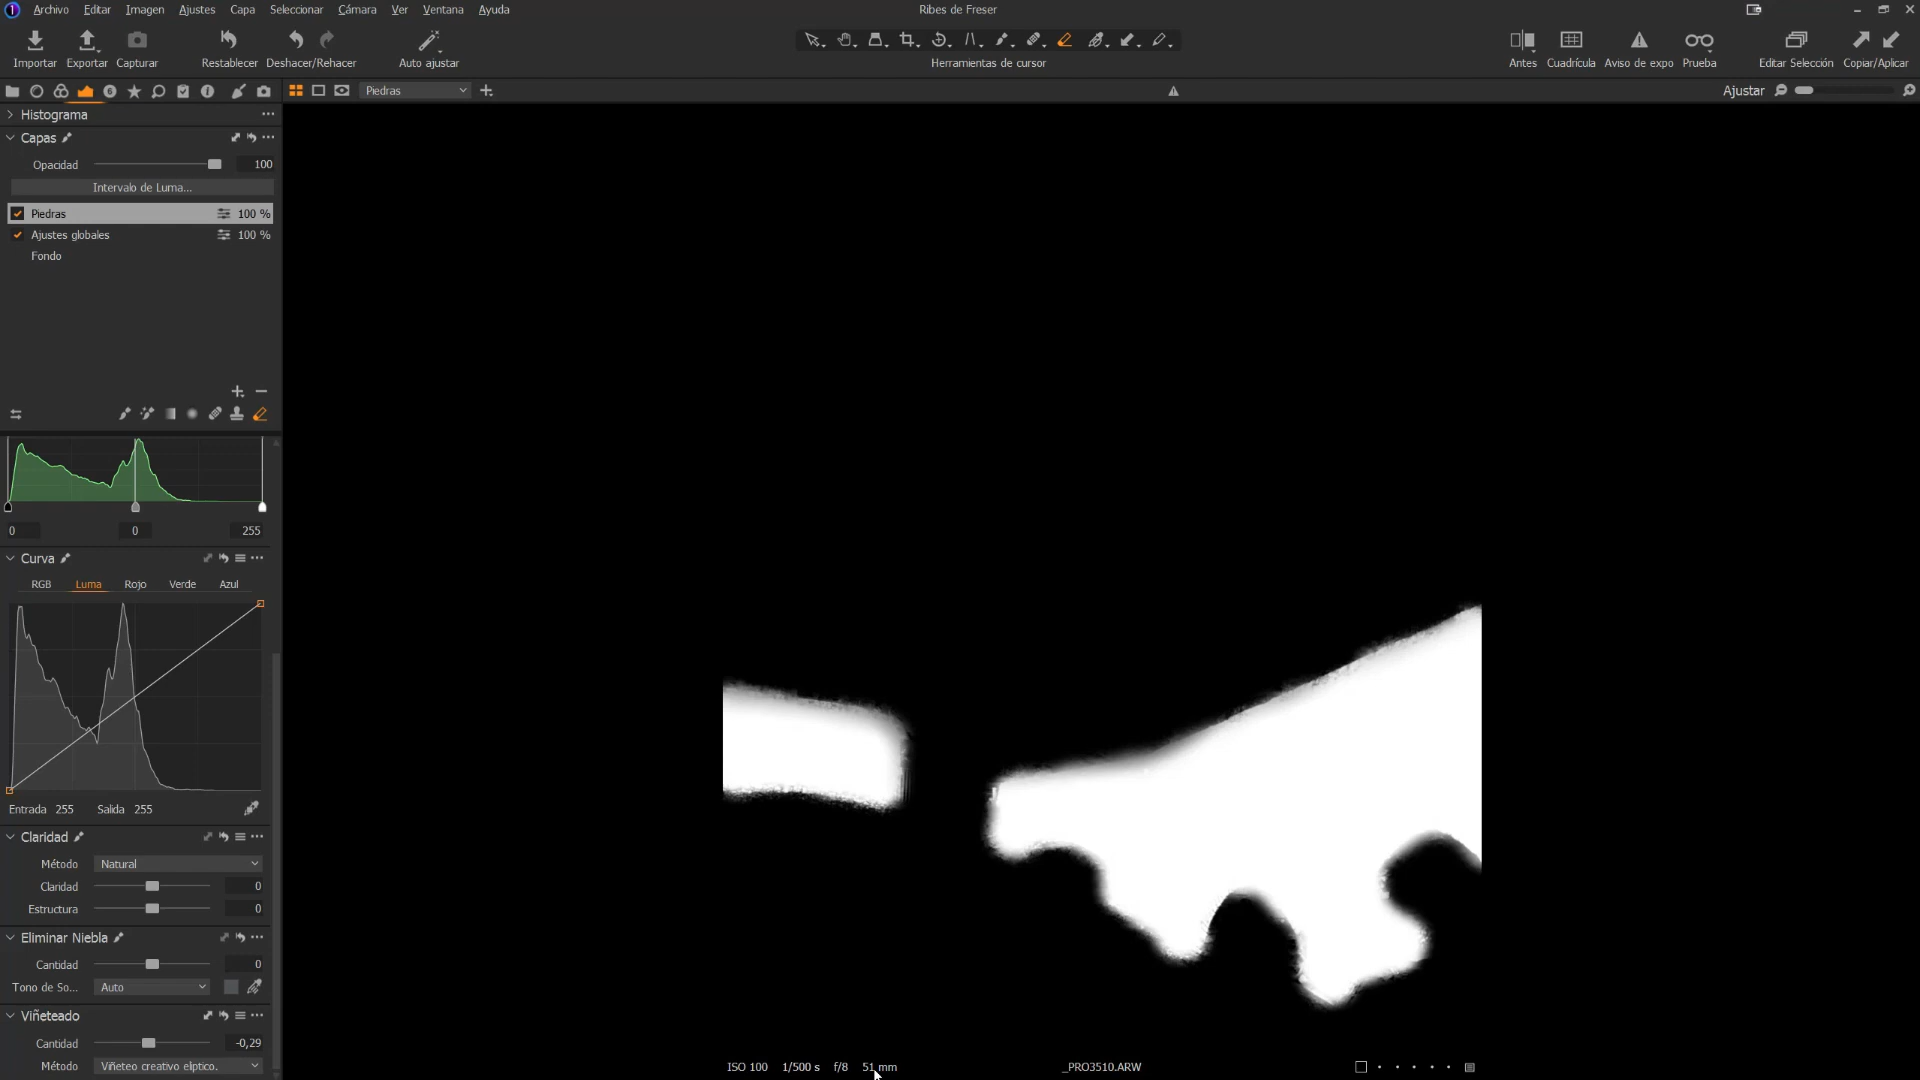 Archivo Editar Imagen Ajustes Capa Seleccionar Cámara Ver Ventana Ayuda Ribes de Freser
Importar Exportar Capturar Restablecer Deshacer/Rehacer Auto ajustar Herramientas de cursor Antes Cuadrícula Aviso de expo Prueba Editar Selección Copiar/Aplicar
Piedras Ajustar
Histograma
Capas
Opacidad 100
Intervalo de Luma...
Piedras 100 %
Ajustes globales 100 %
Fondo
0 0 255
Curva
RGB Luma Rojo Verde Azul
Entrada 255 Salida 255
Claridad
Método Natural
Claridad 0
Estructura 0
Eliminar Niebla
Cantidad 0
Tono de So... Auto
Viñeteado
Cantidad -0,29
Método Viñeteo creativo elptico.
ISO 100 1/500 s f/8 51 mm _PRO3510.ARW